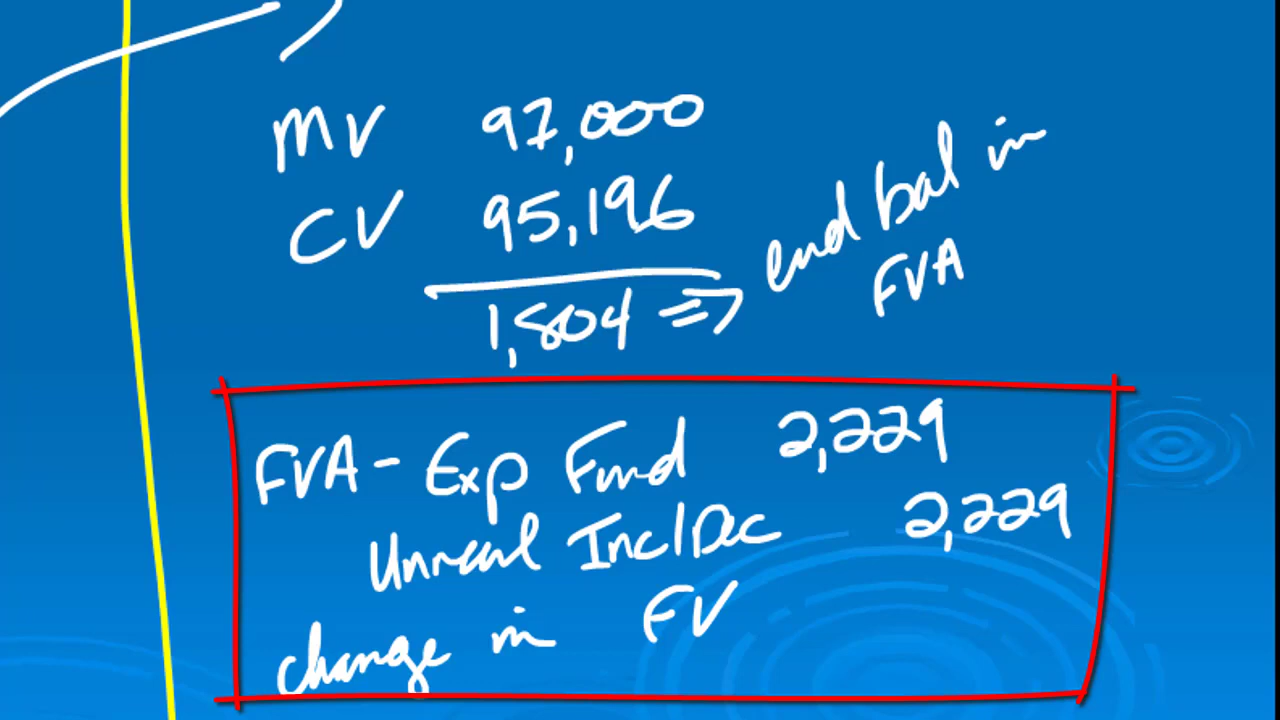 MV 97,000
CV 95,196
1,804 => end bal in
FVA
FVA - Exp Fund 2,229
Unreal Inc/Dec 2,229
change in FV